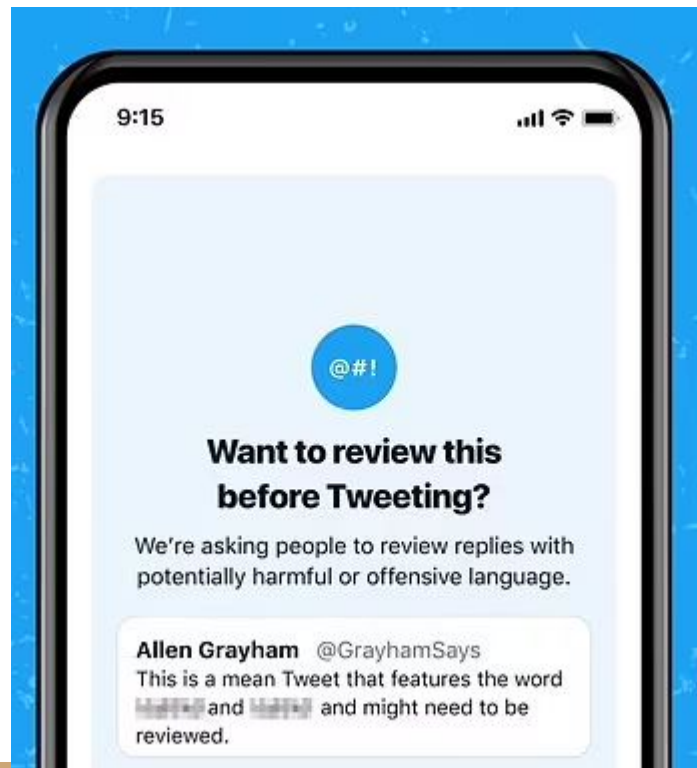 9:15
@#!
Want to review this
before Tweeting?
We're asking people to review replies with
potentially harmful or offensive language.
Allen Grayham @GrayhamSays
This is a mean Tweet that features the word
and and might need to be
reviewed.